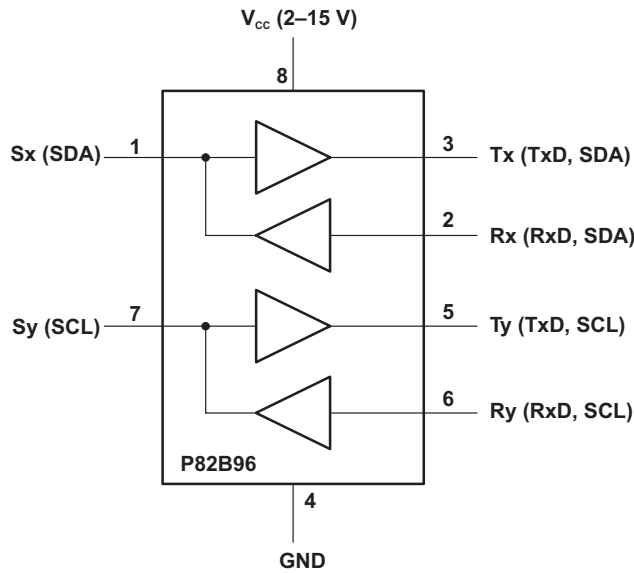 Vcc (2–15 V)
8
Sx (SDA) 1
3 Tx (TxD, SDA)
2 Rx (RxD, SDA)
Sy (SCL) 7
5 Ty (TxD, SCL)
6 Ry (RxD, SCL)
P82B96
4
GND